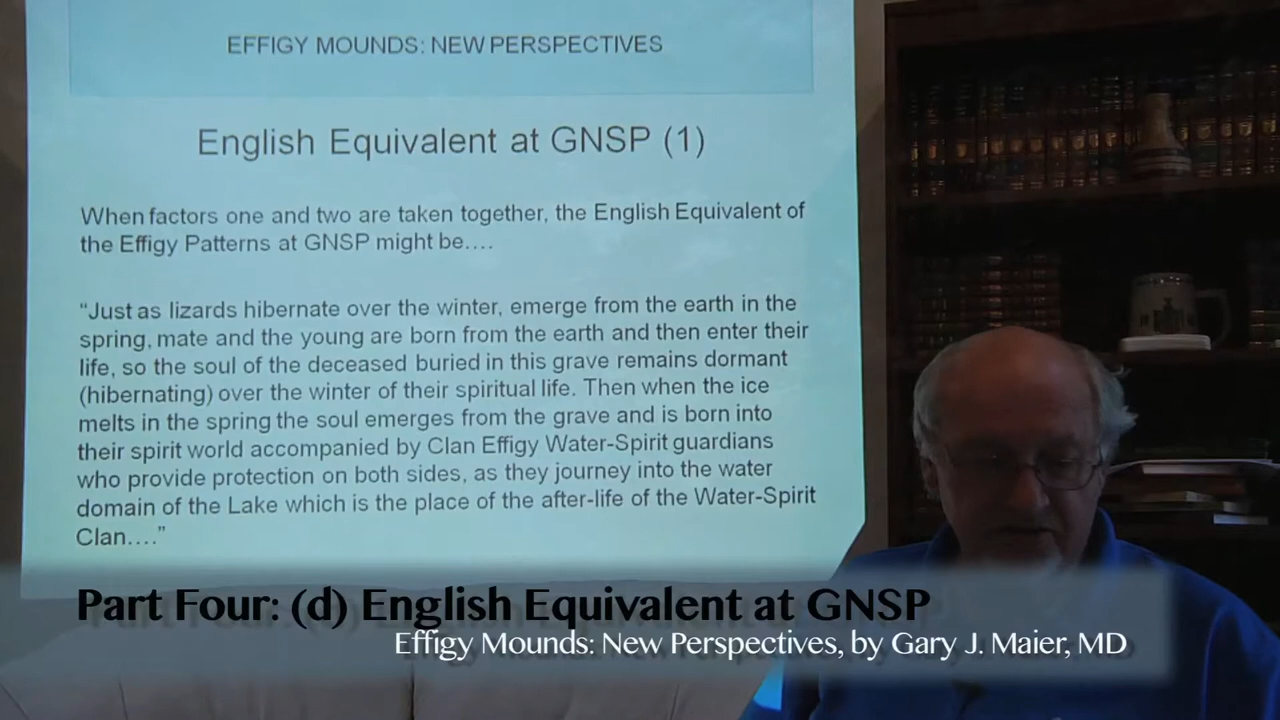 EFFIGY MOUNDS: NEW PERSPECTIVES
English Equivalent at GNSP (1)
When factors one and two are taken together, the English Equivalent of
the Effigy Patterns at GNSP might be....
“Just as lizards hibernate over the winter, emerge from the earth in the
spring, mate and the young are born from the earth and then enter their
life, so the soul of the deceased buried in this grave remains dormant
(hibernating) over the winter of their spiritual life. Then when the ice
melts in the spring the soul emerges from the grave and is born into
their spirit world accompanied by Clan Effigy Water-Spirit guardians
who provide protection on both sides, as they journey into the water
domain of the Lake which is the place of the after-life of the Water-Spirit
Clan....”
Part Four: (d) English Equivalent at GNSP
Effigy Mounds: New Perspectives, by Gary J. Maier, MD